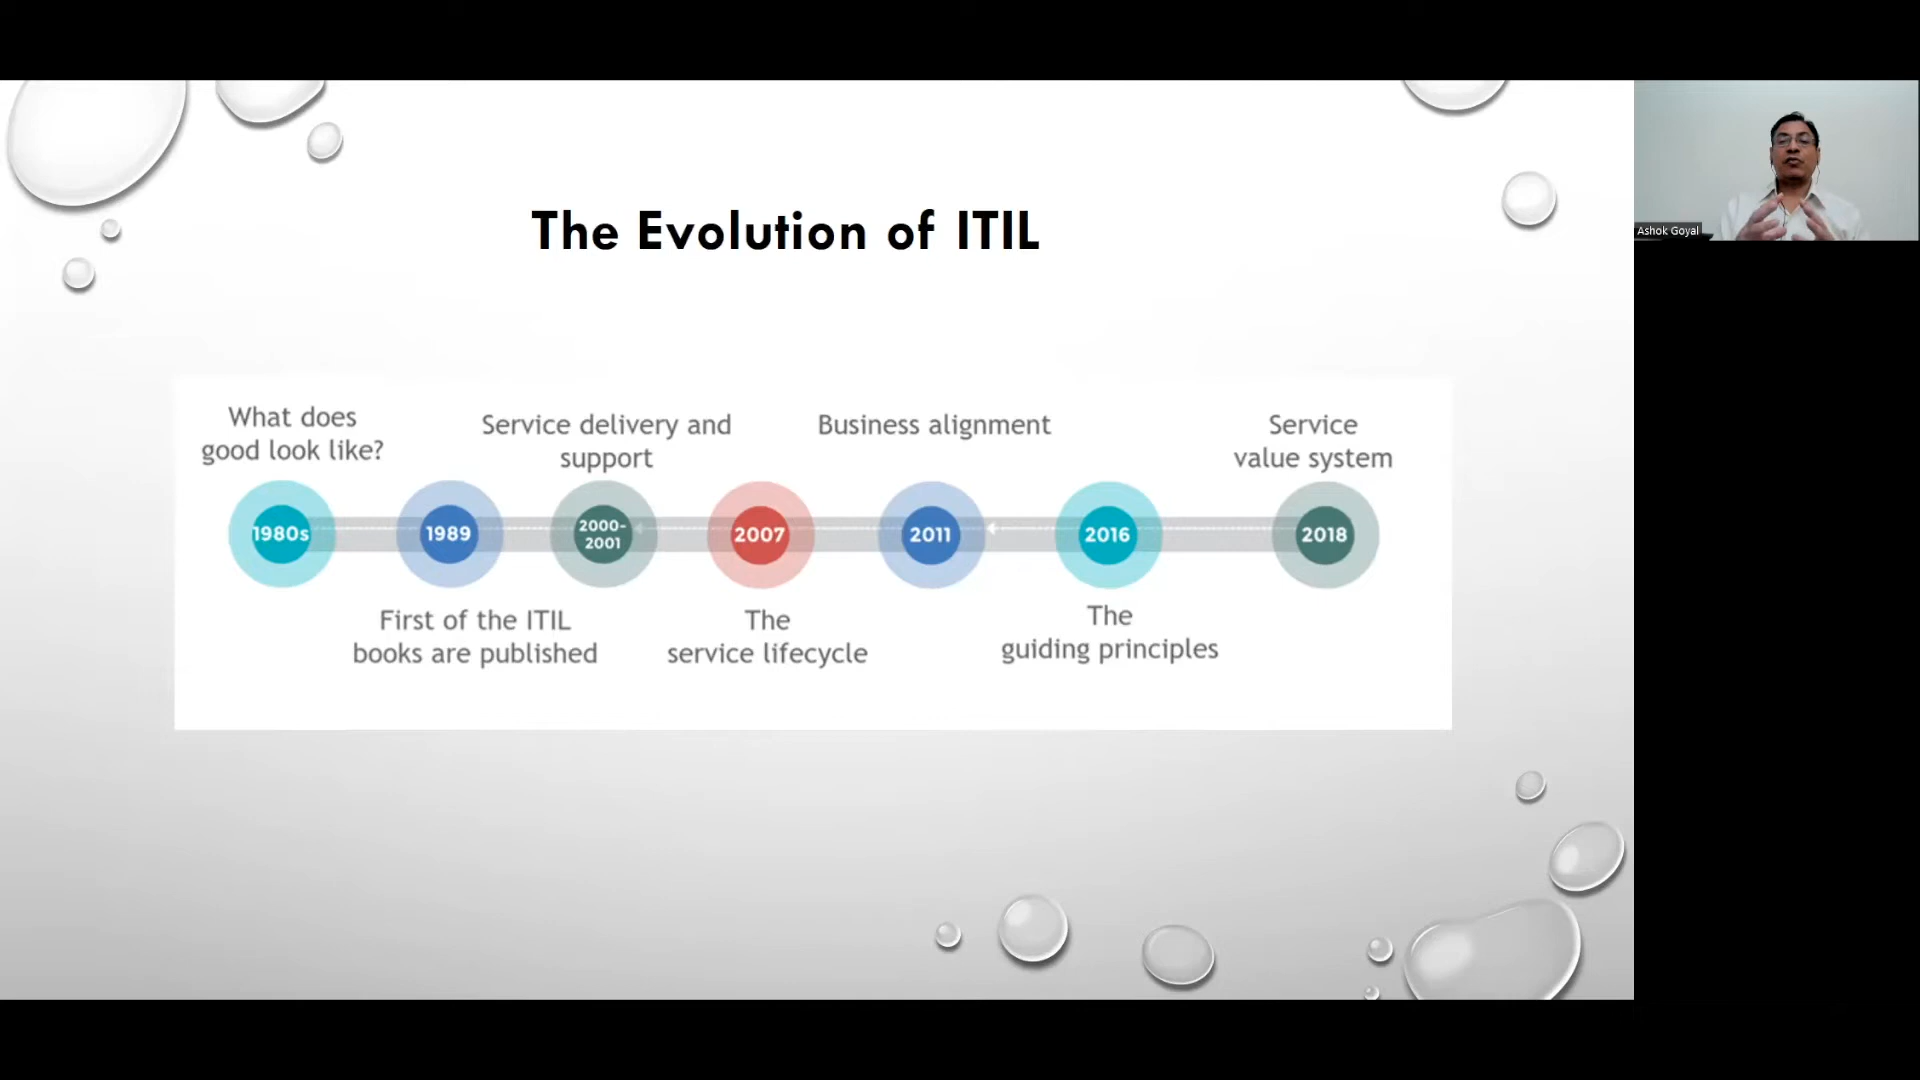 The Evolution of ITIL
Ashok Goyal
What does
good look like?
Service delivery and
support
Business alignment
Service
value system
1980s
1989
2000-
2001
2007
2011
2016
2018
First of the ITIL
books are published
The
service lifecycle
The
guiding principles